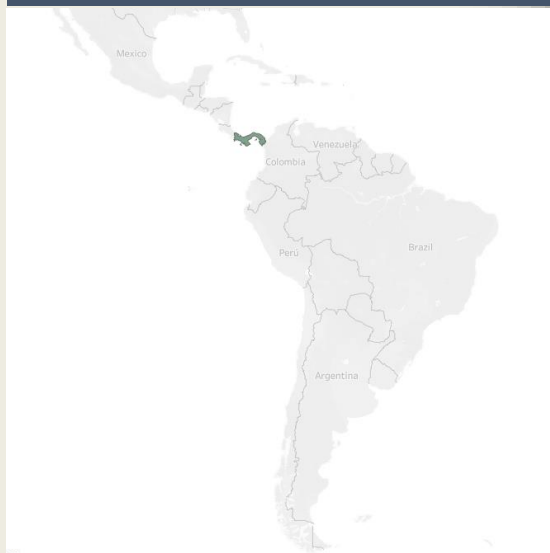 Mexico
Venezuela
Colombia
Perú
Brazil
Argentina